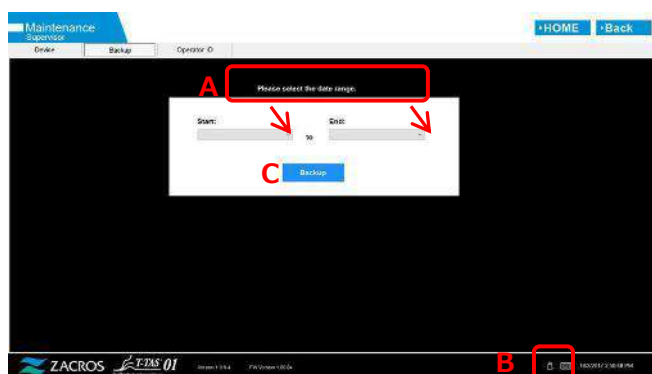 Maintenance
Supervisor
HOME
Back
Device
Backup
Operator ID
A
Please select the date range.
Start:
to
End:
C
Backup
B
ZACROS
T-TAS 01